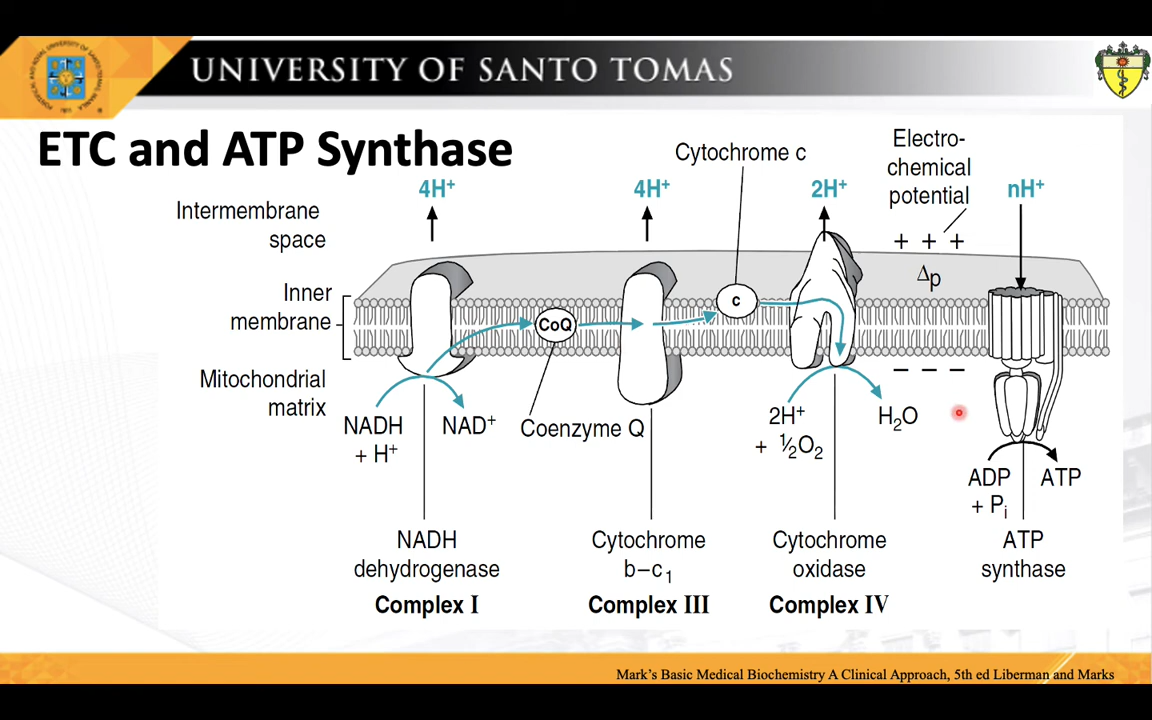 UNIVERSITY OF SANTO TOMAS
ETC and ATP Synthase
Cytochrome c
Electro-
chemical
potential
4H⁺
4H⁺
2H⁺
nH⁺
Intermembrane
space
+ + +
Δp
Inner
membrane
c
CoQ
Mitochondrial
matrix
– – –
NADH
+ H⁺
NAD⁺
Coenzyme Q
2H⁺
+ ½O₂
H₂O
ADP
+ Pᵢ
ATP
NADH
dehydrogenase
Complex I
Cytochrome
b–c₁
Complex III
Cytochrome
oxidase
Complex IV
ATP
synthase
Mark's Basic Medical Biochemistry A Clinical Approach, 5th ed Liberman and Marks